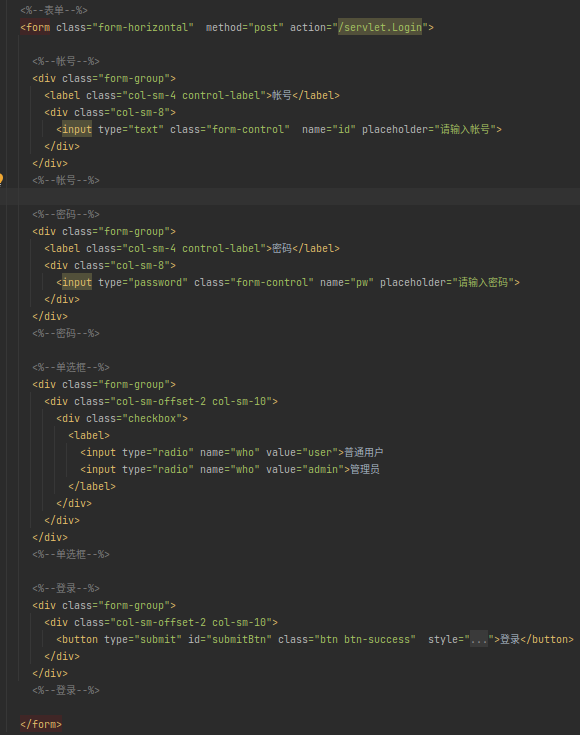 <%--表单--%>
<form class="form-horizontal"  method="post" action="/servlet.Login">
<%--帐号--%>
<div class="form-group">
<label class="col-sm-4 control-label">帐号</label>
<div class="col-sm-8">
<input type="text" class="form-control"  name="id" placeholder="请输入帐号">
</div>
</div>
<%--帐号--%>
<%--密码--%>
<div class="form-group">
<label class="col-sm-4 control-label">密码</label>
<div class="col-sm-8">
<input type="password" class="form-control" name="pw" placeholder="请输入密码">
</div>
</div>
<%--密码--%>
<%--单选框--%>
<div class="form-group">
<div class="col-sm-offset-2 col-sm-10">
<div class="checkbox">
<label>
<input type="radio" name="who" value="user">普通用户
<input type="radio" name="who" value="admin">管理员
</label>
</div>
</div>
</div>
<%--单选框--%>
<%--登录--%>
<div class="form-group">
<div class="col-sm-offset-2 col-sm-10">
<button type="submit" id="submitBtn" class="btn btn-success"  style="...">登录</button>
</div>
</div>
<%--登录--%>
</form>